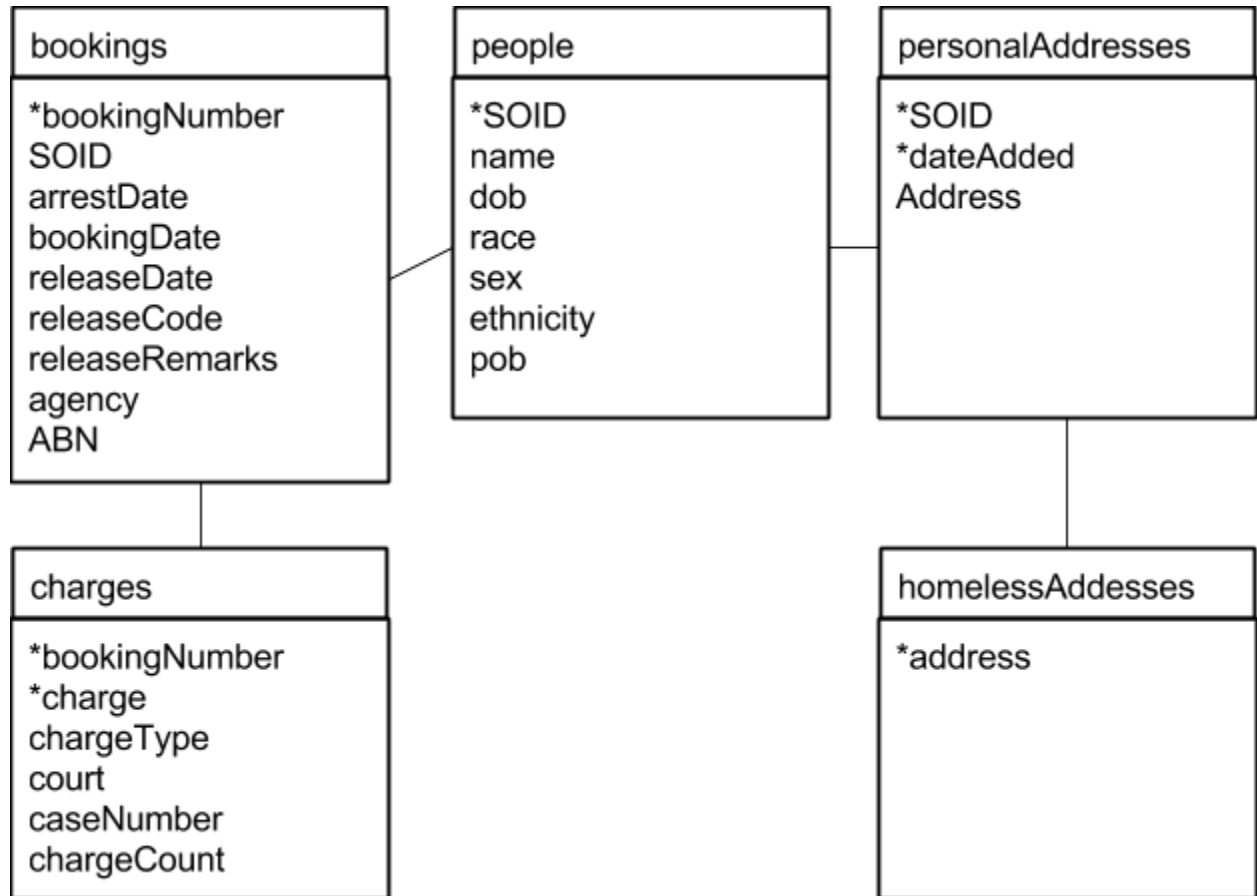 bookings
*bookingNumber
SOID
arrestDate
bookingDate
releaseDate
releaseCode
releaseRemarks
agency
ABN
people
*SOID
name
dob
race
sex
ethnicity
pob
personalAddresses
*SOID
*dateAdded
Address
charges
*bookingNumber
*charge
chargeType
court
caseNumber
chargeCount
homelessAddesses
*address